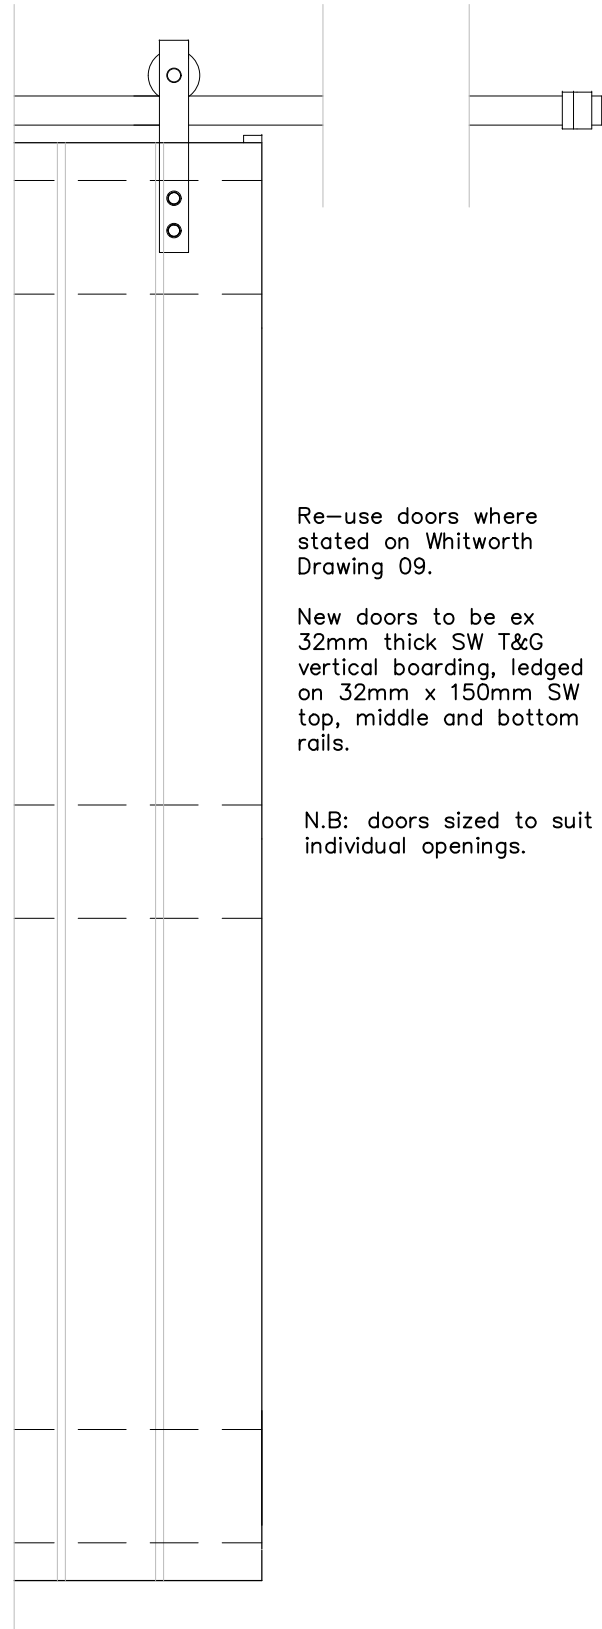 Re-use doors where
stated on Whitworth
Drawing 09.
New doors to be ex
32mm thick SW T&G
vertical boarding, ledged
on 32mm x 150mm SW
top, middle and bottom
rails.
N.B: doors sized to suit
individual openings.